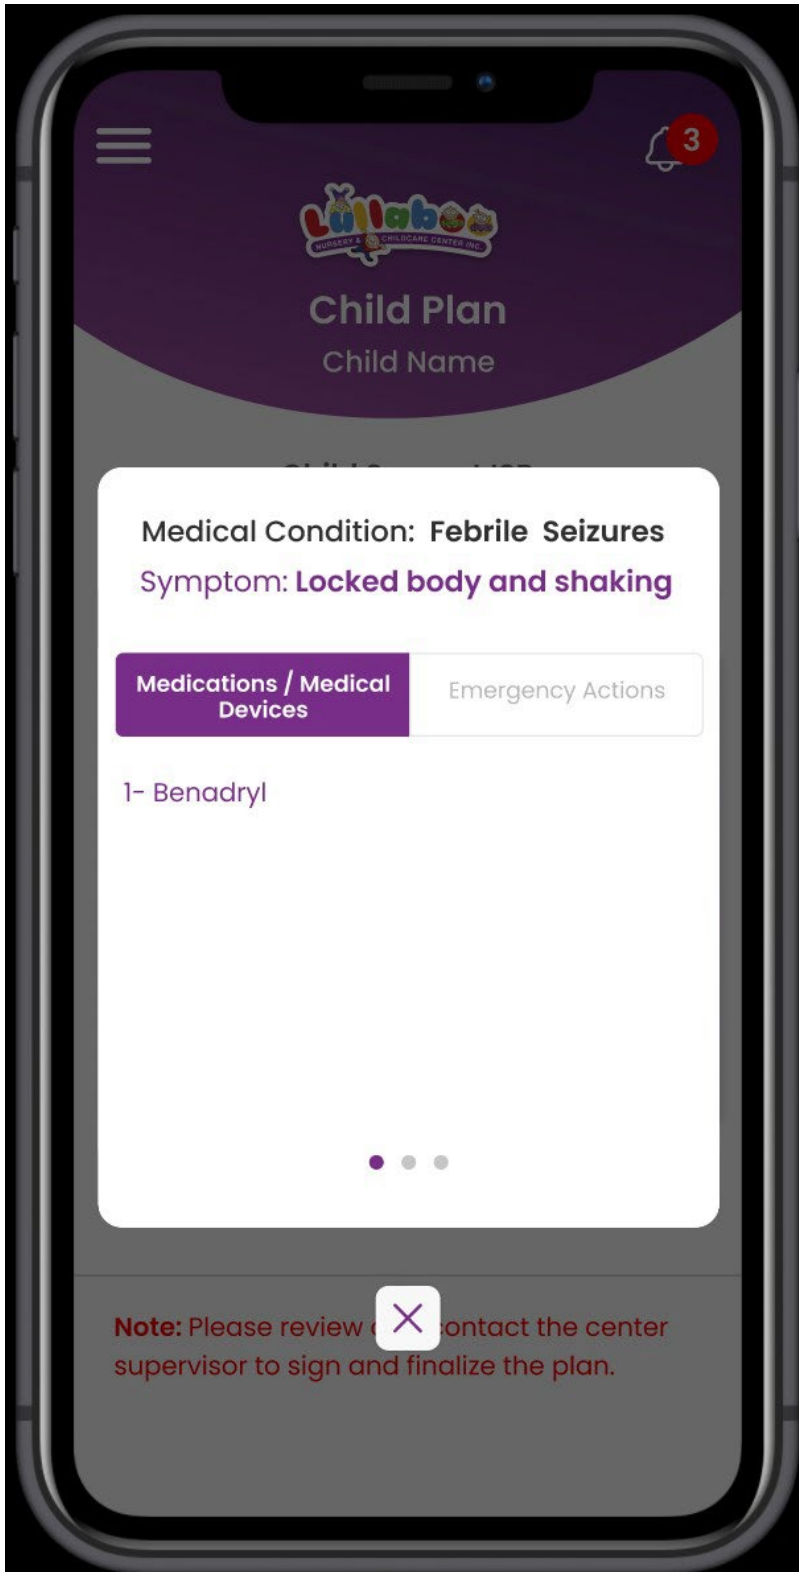 3
Lullaboo
NURSERY & CHILDCARE CENTER INC.
Child Plan
Child Name
Medical Condition: Febrile Seizures
Symptom: Locked body and shaking
Medications / Medical
Devices
Emergency Actions
1- Benadryl
Note: Please review contact the center
supervisor to sign and finalize the plan.